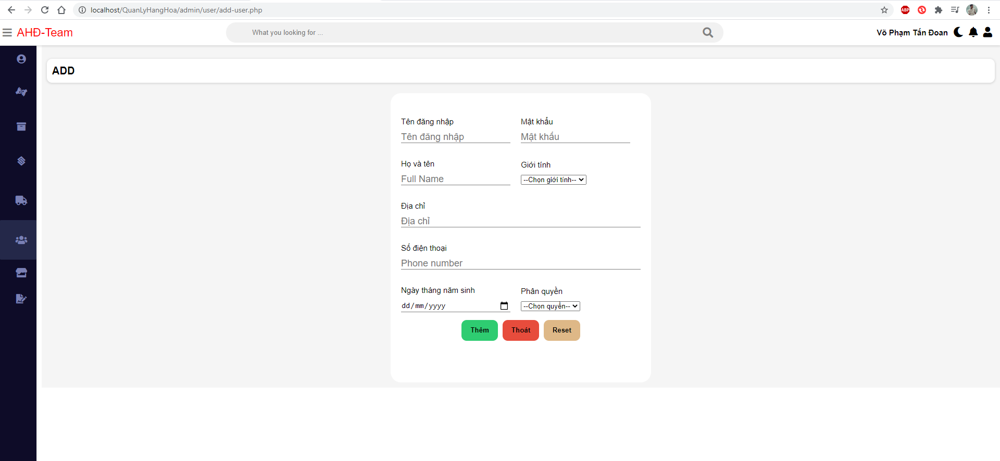 localhost/QuanLyHangHoa/admin/user/add-user.php
ABP
AHĐ-Team
What you looking for ...
Võ Phạm Tấn Đoan
ADD
Tên đăng nhập
Mật khẩu
Tên đăng nhập
Mật khẩu
Họ và tên
Giới tính
Full Name
--Chọn giới tính--
Địa chỉ
Địa chỉ
Số điện thoại
Phone number
Ngày tháng năm sinh
Phân quyền
dd/mm/yyyy
--Chọn quyền--
Thêm
Thoát
Reset